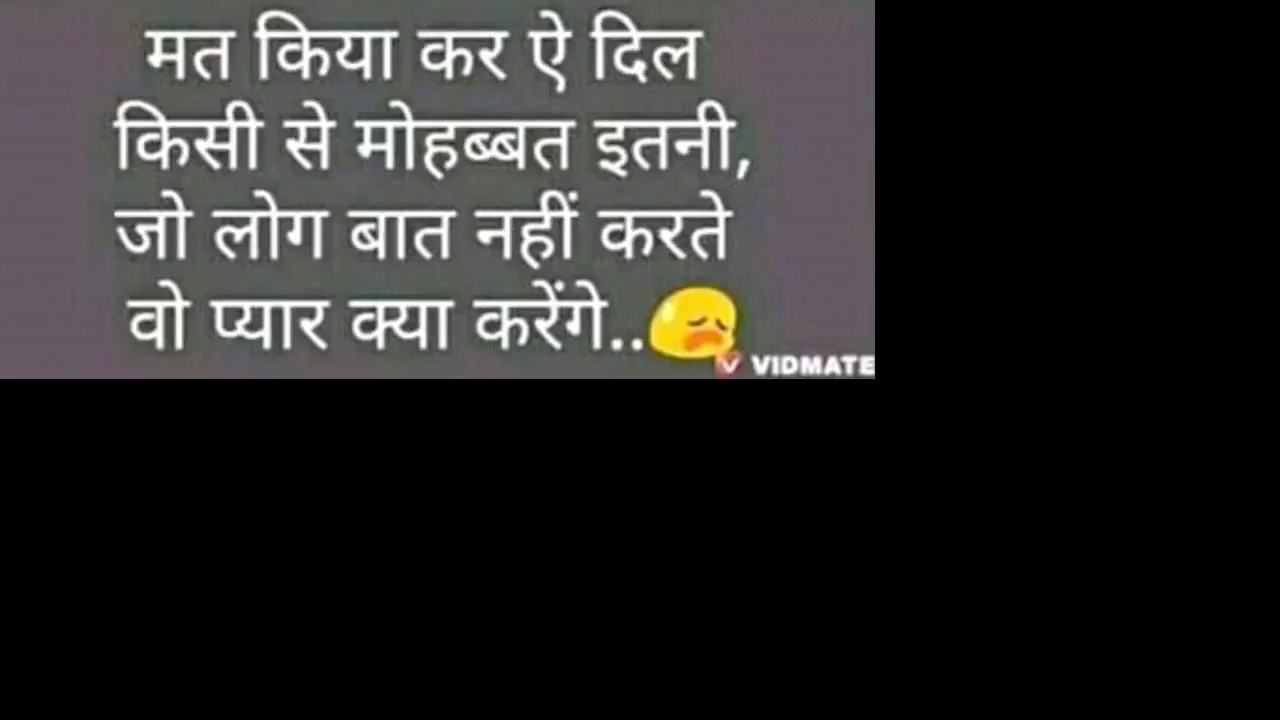 मत किया कर ऐ दिल
किसी से मोहब्बत इतनी,
जो लोग बात नहीं करते
वो प्यार क्या करेंगे..😩
VIDMATE